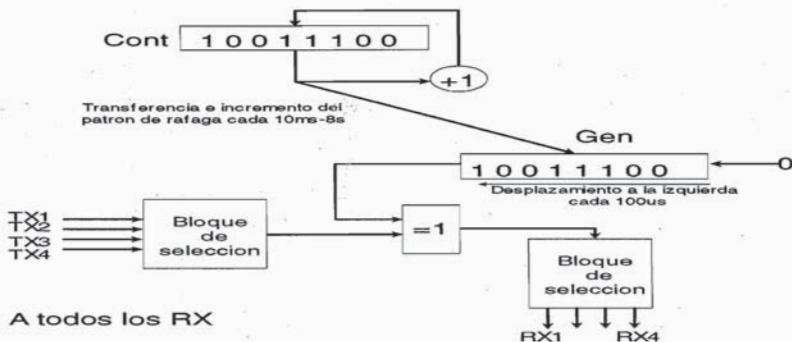 Cont
1 0 0 1 1 1 0 0
+1
Transferencia e incremento del
patron de rafaga cada 10ms-8s
Gen
1 0 0 1 1 1 0 0
0
Desplazamiento a la izquierda
cada 100us
TX1
TX2
TX3
TX4
Bloque
de
seleccion
=1
Bloque
de
seleccion
A todos los RX
RX1
RX4